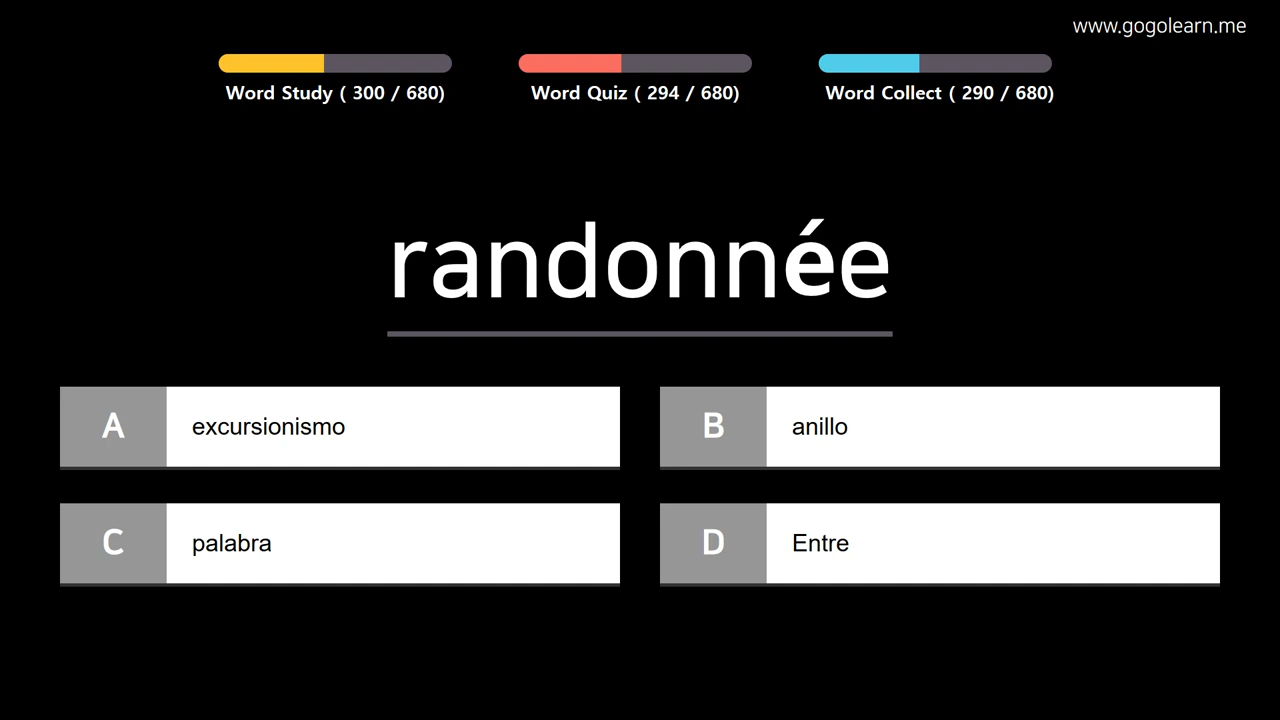 www.gogolearn.me
Word Study ( 300 / 680)
Word Quiz ( 294 / 680)
Word Collect ( 290 / 680)
randonnée
A excursionismo
B anillo
C palabra
D Entre